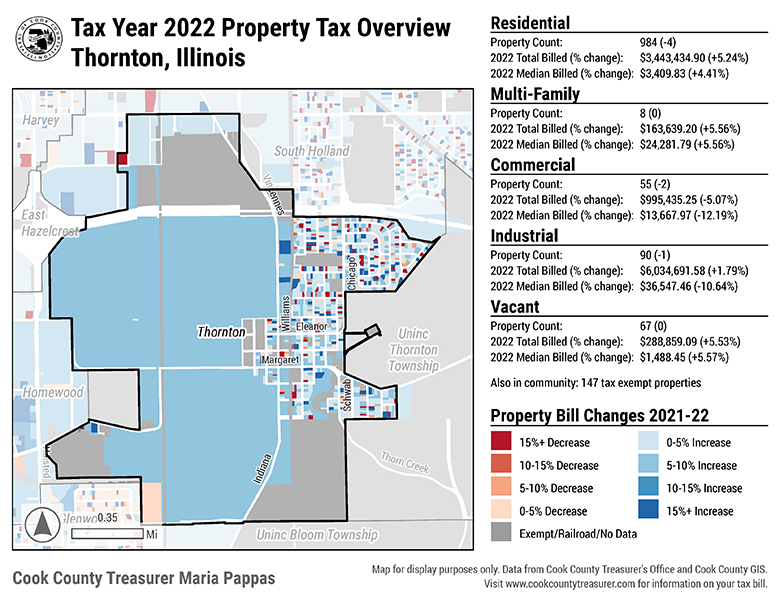 Tax Year 2022 Property Tax Overview
Thornton, Illinois
Harvey
South Holland
Vincennes
East
Hazelcrest
Chicago
Williams
Thornton
Eleanor
Uninc
Thornton
Township
Margaret
Homewood
Schwab
Indiana
Thorn Creek
Glenwo
0.35
Mi
Uninc Bloom Township
Residential
Property Count: 984 (-4)
2022 Total Billed (% change): $3,443,434.90 (+5.24%)
2022 Median Billed (% change): $3,409.83 (+4.41%)
Multi-Family
Property Count: 8 (0)
2022 Total Billed (% change): $163,639.20 (+5.56%)
2022 Median Billed (% change): $24,281.79 (+5.56%)
Commercial
Property Count: 55 (-2)
2022 Total Billed (% change): $995,435.25 (-5.07%)
2022 Median Billed (% change): $13,667.97 (-12.19%)
Industrial
Property Count: 90 (-1)
2022 Total Billed (% change): $6,034,691.58 (+1.79%)
2022 Median Billed (% change): $36,547.46 (-10.64%)
Vacant
Property Count: 67 (0)
2022 Total Billed (% change): $288,859.09 (+5.53%)
2022 Median Billed (% change): $1,488.45 (+5.57%)
Also in community: 147 tax exempt properties
Property Bill Changes 2021-22
15%+ Decrease
10-15% Decrease
5-10% Decrease
0-5% Decrease
Exempt/Railroad/No Data
0-5% Increase
5-10% Increase
10-15% Increase
15%+ Increase
Cook County Treasurer Maria Pappas
Map for display purposes only. Data from Cook County Treasurer's Office and Cook County GIS.
Visit www.cookcountytreasurer.com for information on your tax bill.